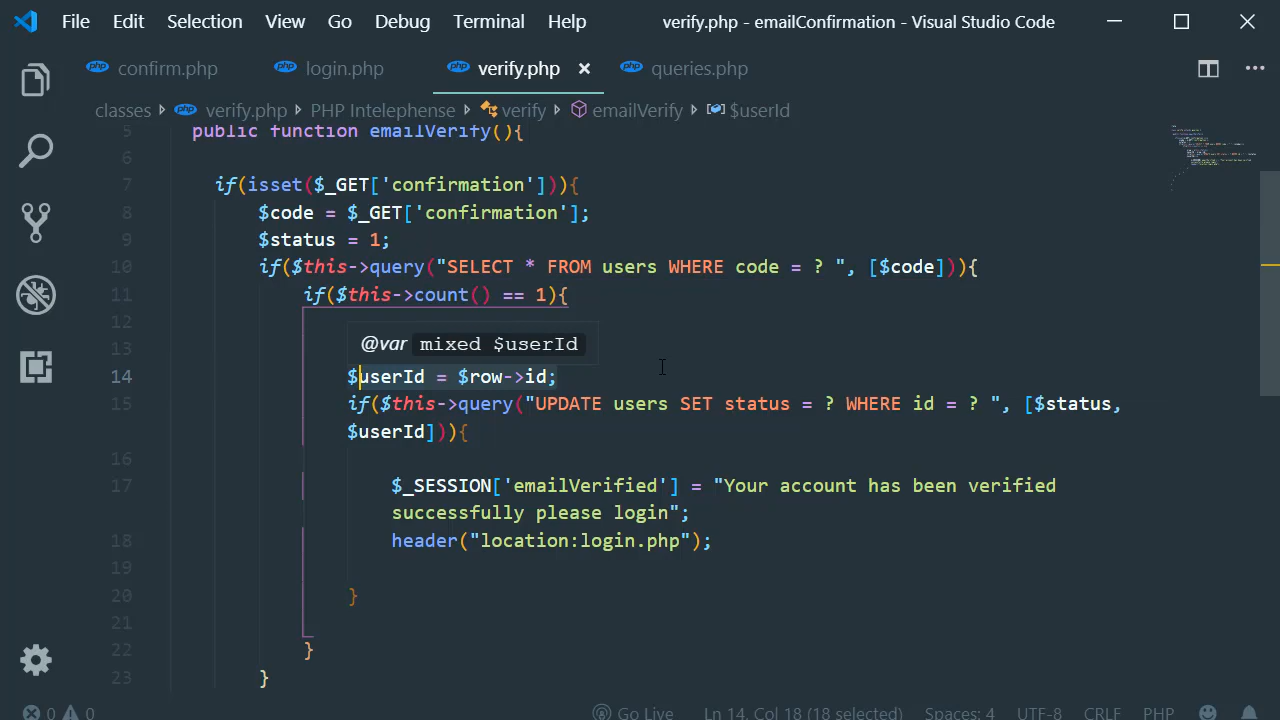 File Edit Selection View Go Debug Terminal Help verify.php - emailConfirmation - Visual Studio Code
php confirm.php php login.php php verify.php php queries.php
classes php verify.php PHP Intelephense verify emailVerify $userId
5 public function emailVerify(){
6
7 if(isset($_GET['confirmation'])){
8 $code = $_GET['confirmation'];
9 $status = 1;
10 if($this->query("SELECT * FROM users WHERE code = ? ", [$code])){
11 if($this->count() == 1){
12
13 @var mixed $userId
14 $userId = $row->id;
15 if($this->query("UPDATE users SET status = ? WHERE id = ? ", [$status,
$userId])){
16
17 $_SESSION['emailVerified'] = "Your account has been verified
successfully please login";
18 header("location:login.php");
19
20 }
21
22 }
23 }
0 0 Go Live Ln 14, Col 18 (18 selected) Spaces: 4 UTF-8 CRLF PHP